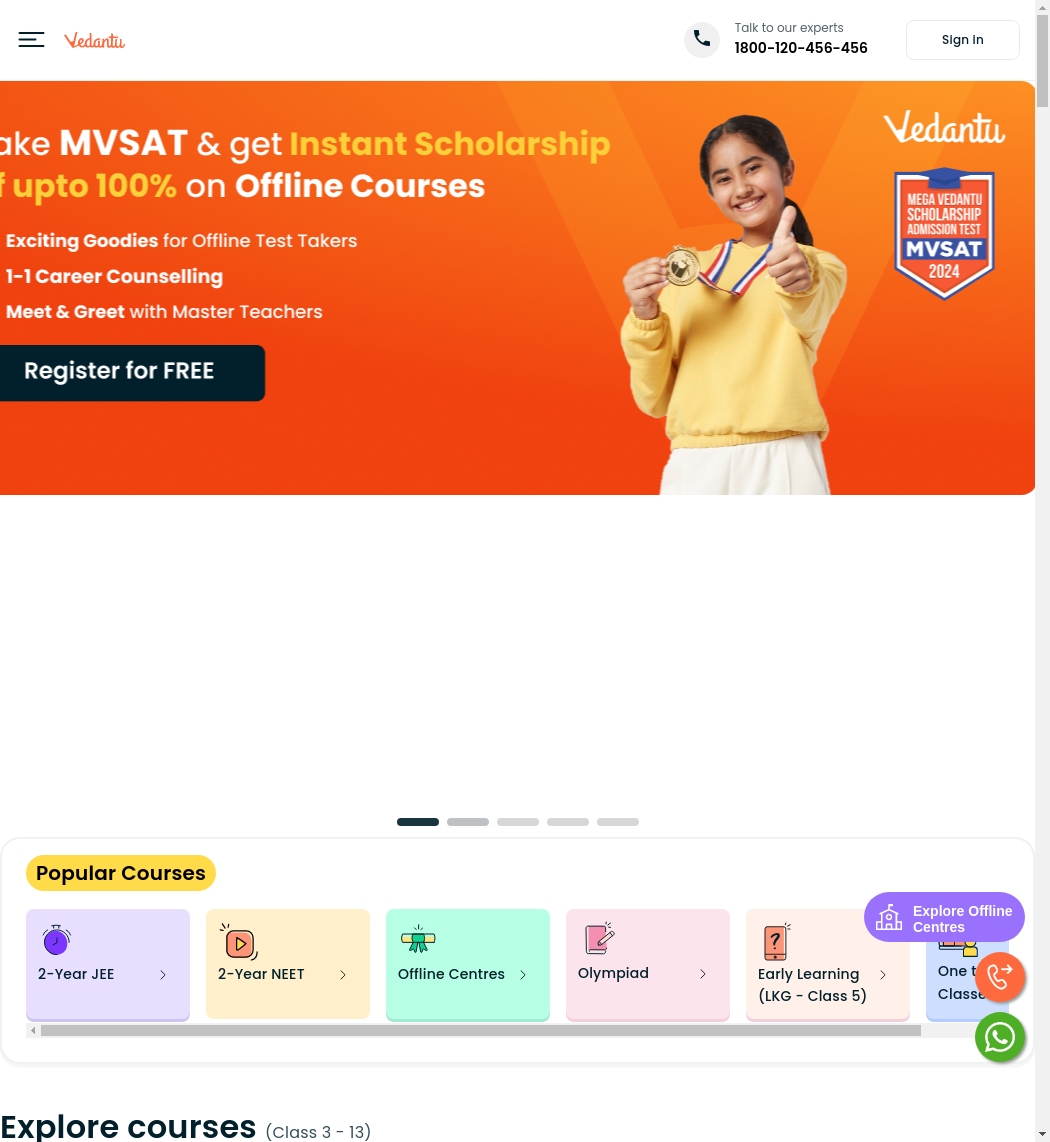 Vedantu
Talk to our experts
1800-120-456-456
Sign In
ake MVSAT & get Instant Scholarship
f upto 100% on Offline Courses
Exciting Goodies for Offline Test Takers
1-1 Career Counselling
Meet & Greet with Master Teachers
Register for FREE
Vedantu
MEGA VEDANTU
SCHOLARSHIP
ADMISSION TEST
MVSAT
2024
Popular Courses
2-Year JEE
2-Year NEET
Offline Centres
Olympiad
Early Learning
(LKG - Class 5)
One t
Classe
Explore Offline
Centres
Explore courses (Class 3 - 13)